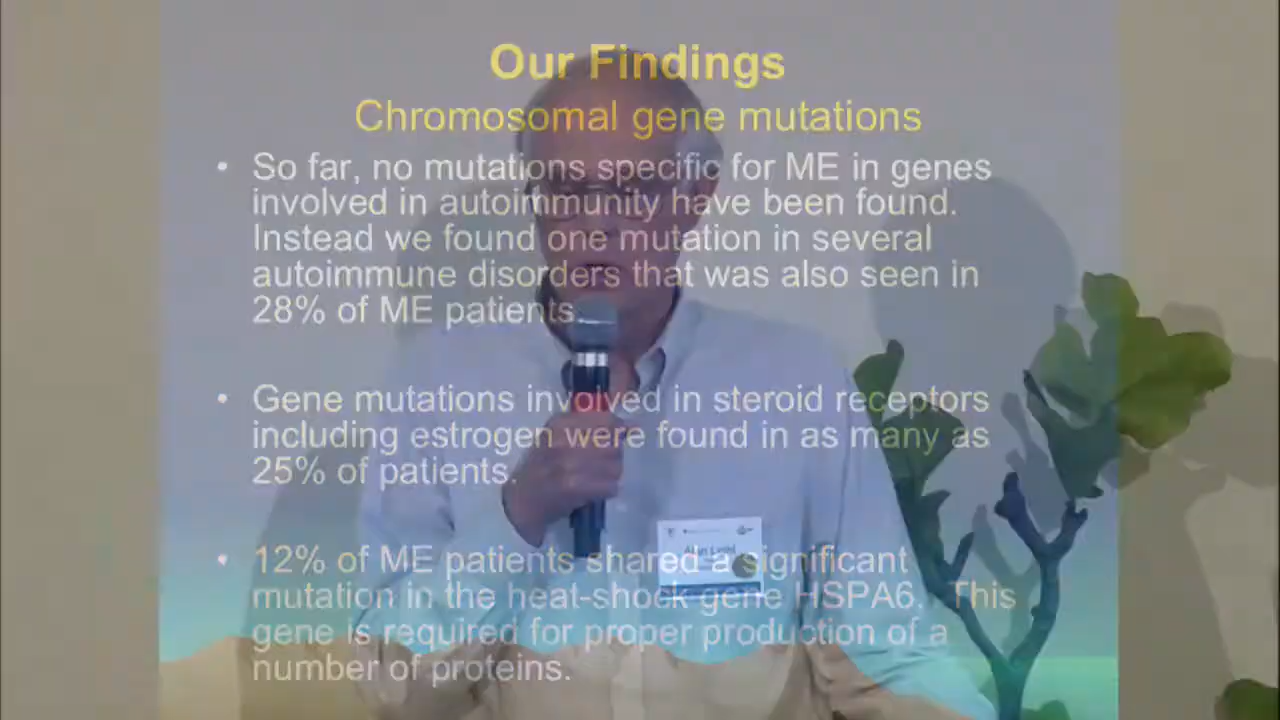 Our Findings
Chromosomal gene mutations
• So far, no mutations specific for ME in genes
involved in autoimmunity have been found.
Instead we found one mutation in several
autoimmune disorders that was also seen in
28% of ME patients.
• Gene mutations involved in steroid receptors
including estrogen were found in as many as
25% of patients.
• 12% of ME patients shared a significant
mutation in the heat-shock gene HSPA6. This
gene is required for proper production of a
number of proteins.